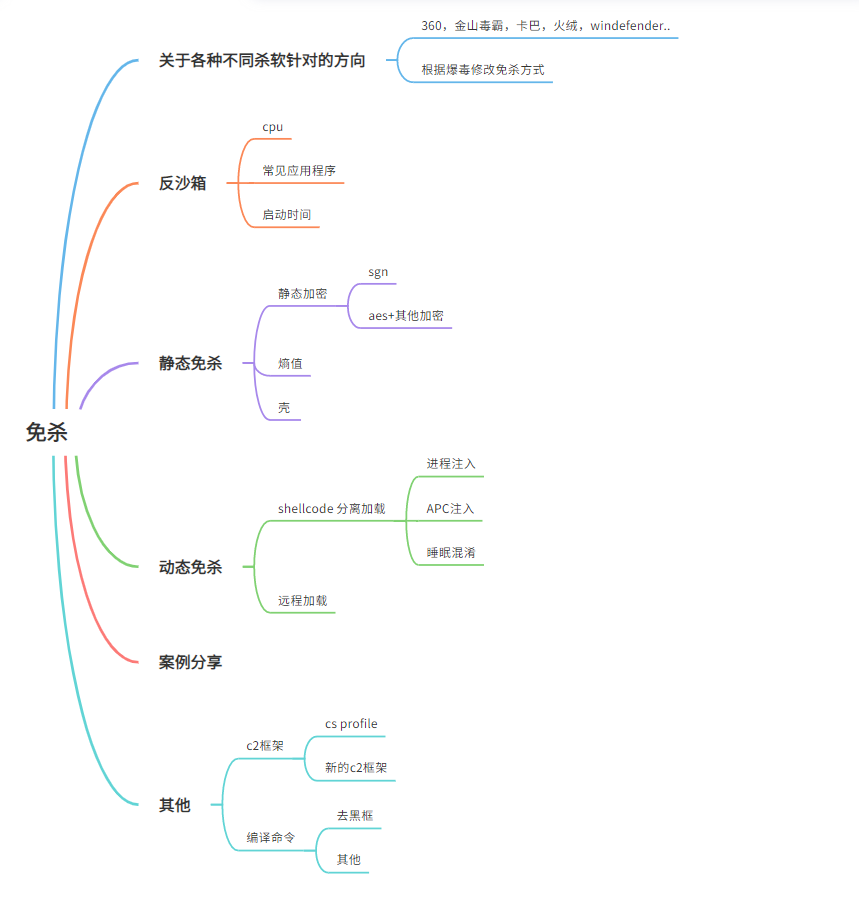 360，金山毒霸，卡巴，火绒，windefender..
关于各种不同杀软针对的方向
根据爆毒修改免杀方式
cpu
常见应用程序
反沙箱
启动时间
sgn
静态加密
aes+其他加密
静态免杀
熵值
壳
免杀
进程注入
shellcode 分离加载
APC注入
睡眠混淆
动态免杀
远程加载
案例分享
cs profile
c2框架
新的c2框架
其他
去黑框
编译命令
其他